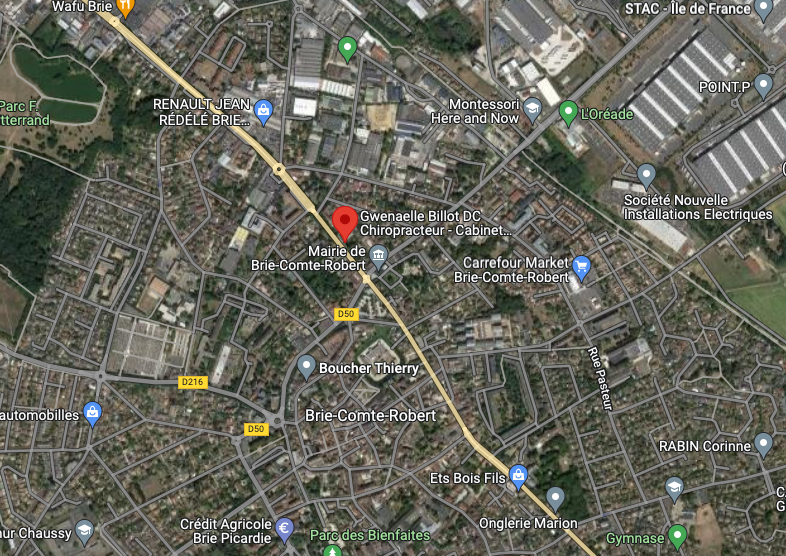 Wafu Brie
STAC - Île de France
POINT.P
Parc F.
tterrand
RENAULT JEAN
RÉDÉLÉ BRIE...
Montessori
Here and Now
L'Oréade
Société Nouvelle
Installations Electriques
Gwenaelle Billot DC
Chiropracteur - Cabinet...
Mairie de
Brie-Comte-Robert
Carrefour Market
Brie-Comte-Robert
D50
Boucher Thierry
Rue Pasteur
D216
automobilles
Brie-Comte-Robert
D50
RABIN Corinne
Ets Bois Fils
Onglerie Marion
ur Chaussy
Crédit Agricole
Brie Picardie
Parc des Bienfaites
Gymnase